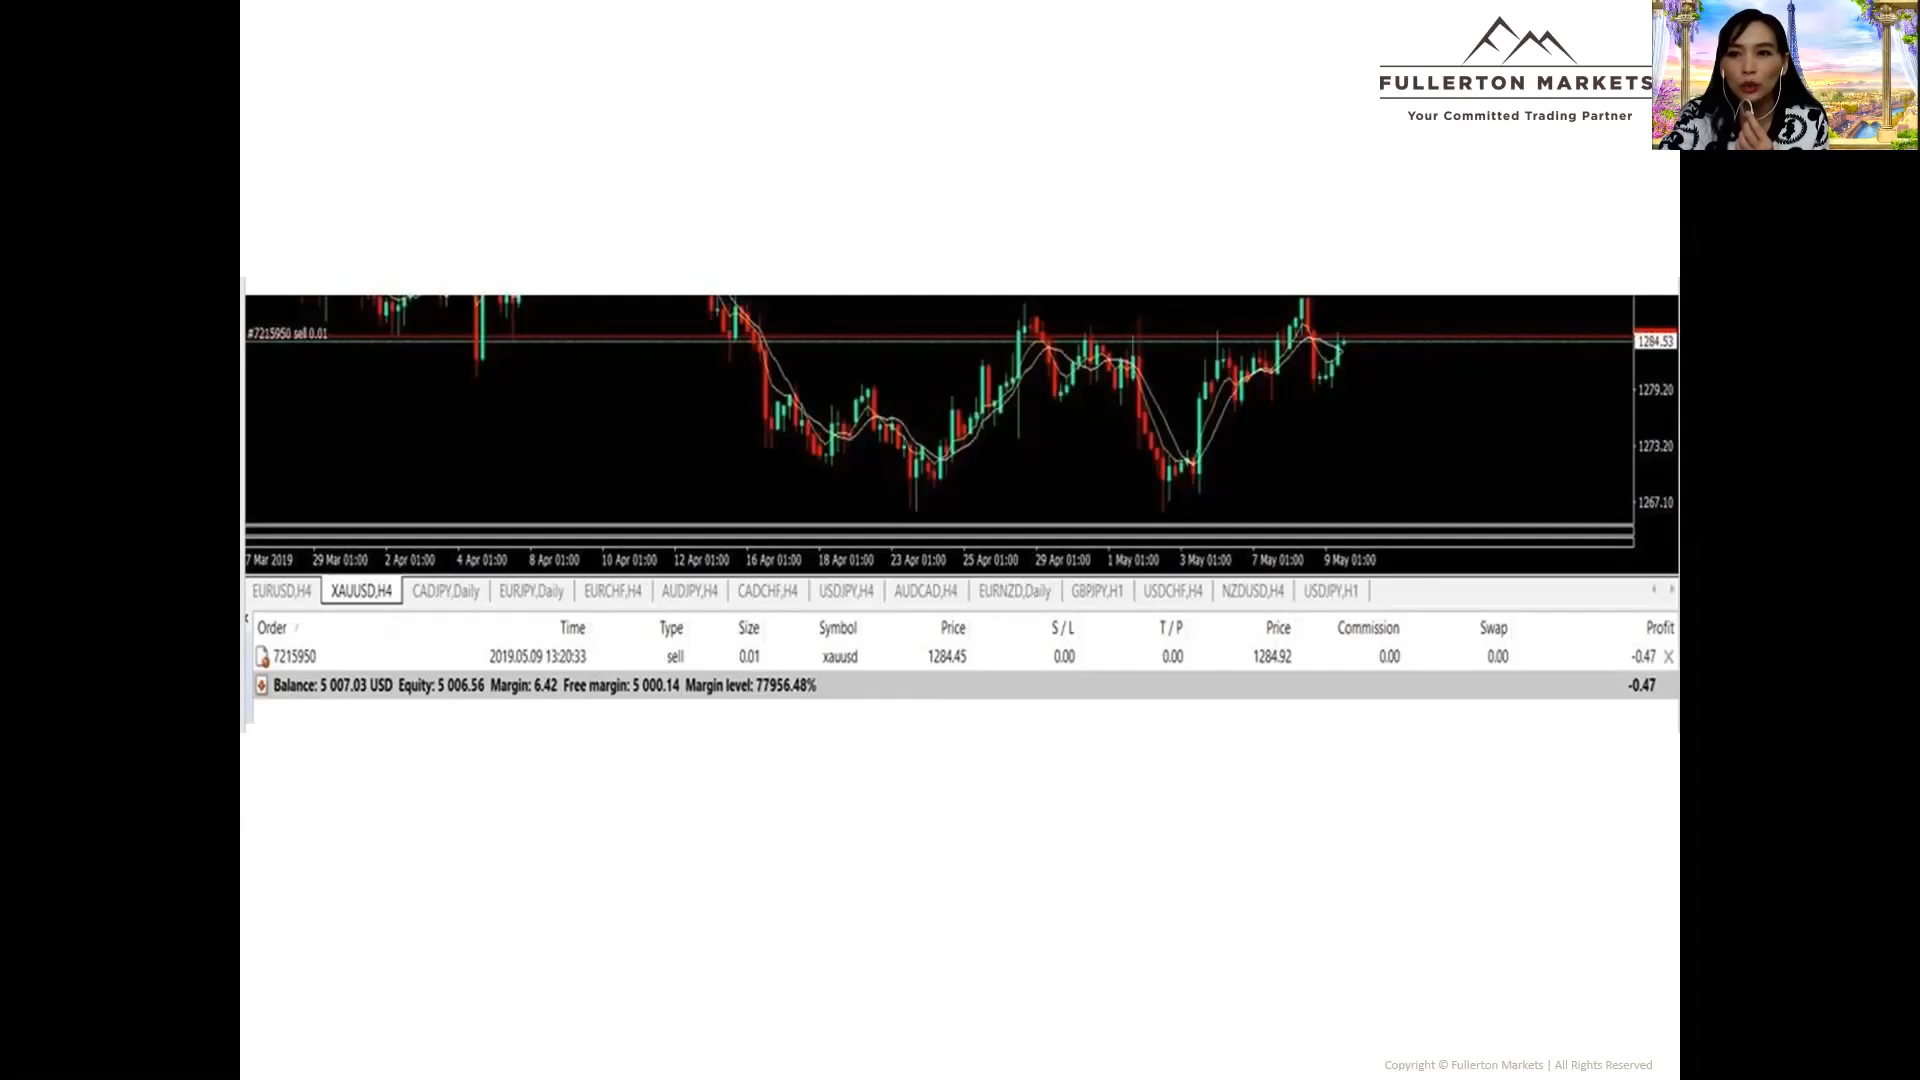 FULLERTON MARKETS
Your Committed Trading Partner
#7215950 sell 0.01
1284.53
1279.20
1273.20
1267.10
7 Mar 2019 29 Mar 01:00 2 Apr 01:00 4 Apr 01:00 8 Apr 01:00 10 Apr 01:00 12 Apr 01:00 16 Apr 01:00 18 Apr 01:00 23 Apr 01:00 25 Apr 01:00 29 Apr 01:00 1 May 01:00 3 May 01:00 7 May 01:00 9 May 01:00
EURUSD,H4 XAUUSD,H4 CADJPY,Daily EURJPY,Daily EURCHF,H4 AUDJPY,H4 CADCHF,H4 USDJPY,H4 AUDCAD,H4 EURNZD,Daily GBPJPY,H1 USDCHF,H4 NZDUSD,H4 USDJPY,H1
Order / Time Type Size Symbol Price S / L T / P Price Commission Swap Profit
7215950 2019.05.09 13:20:33 sell 0.01 xauusd 1284.45 0.00 0.00 1284.92 0.00 0.00 -0.47
Balance: 5 007.03 USD Equity: 5 006.56 Margin: 6.42 Free margin: 5 000.14 Margin level: 77956.48% -0.47
Copyright © Fullerton Markets | All Rights Reserved